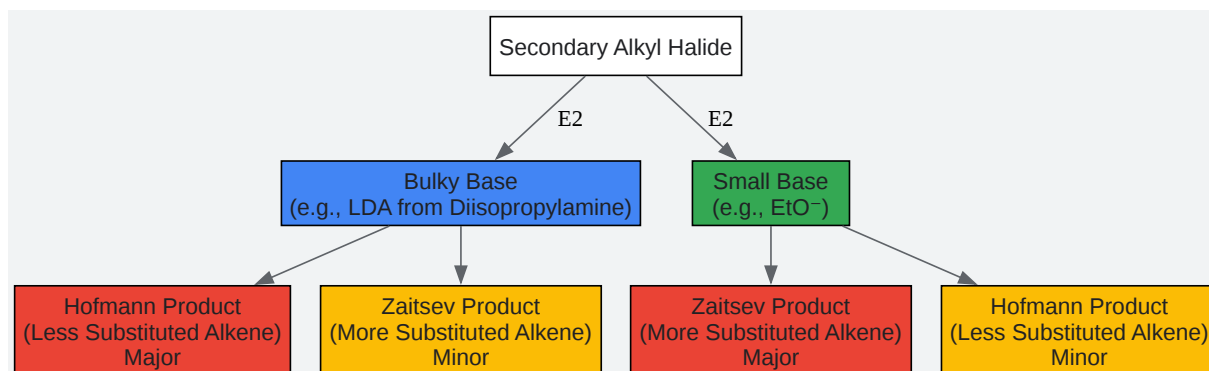 Secondary Alkyl Halide
E2
E2
Bulky Base
(e.g., LDA from Diisopropylamine)
Small Base
(e.g., EtO⁻)
Hofmann Product
(Less Substituted Alkene)
Major
Zaitsev Product
(More Substituted Alkene)
Minor
Zaitsev Product
(More Substituted Alkene)
Major
Hofmann Product
(Less Substituted Alkene)
Minor